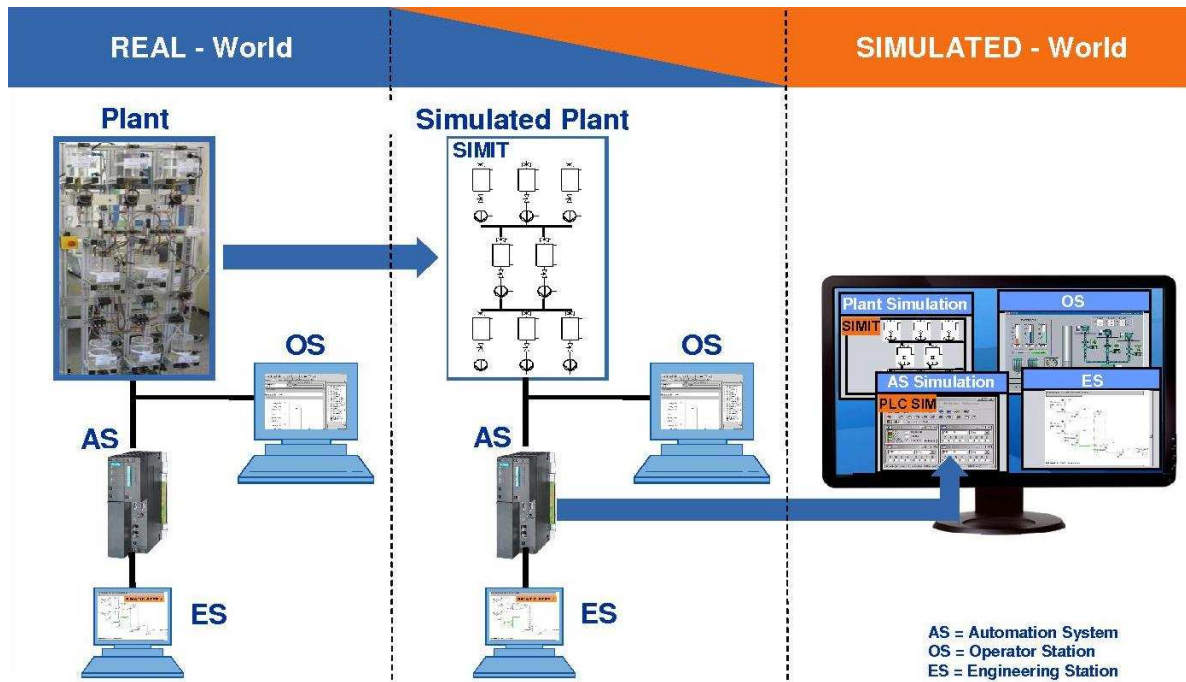 REAL - World
SIMULATED - World
Plant
OS
AS
ES
Simulated Plant
SIMIT
OS
AS
ES
Plant Simulation
SIMIT
OS
AS Simulation
PLC SIM
ES
AS = Automation System
OS = Operator Station
ES = Engineering Station